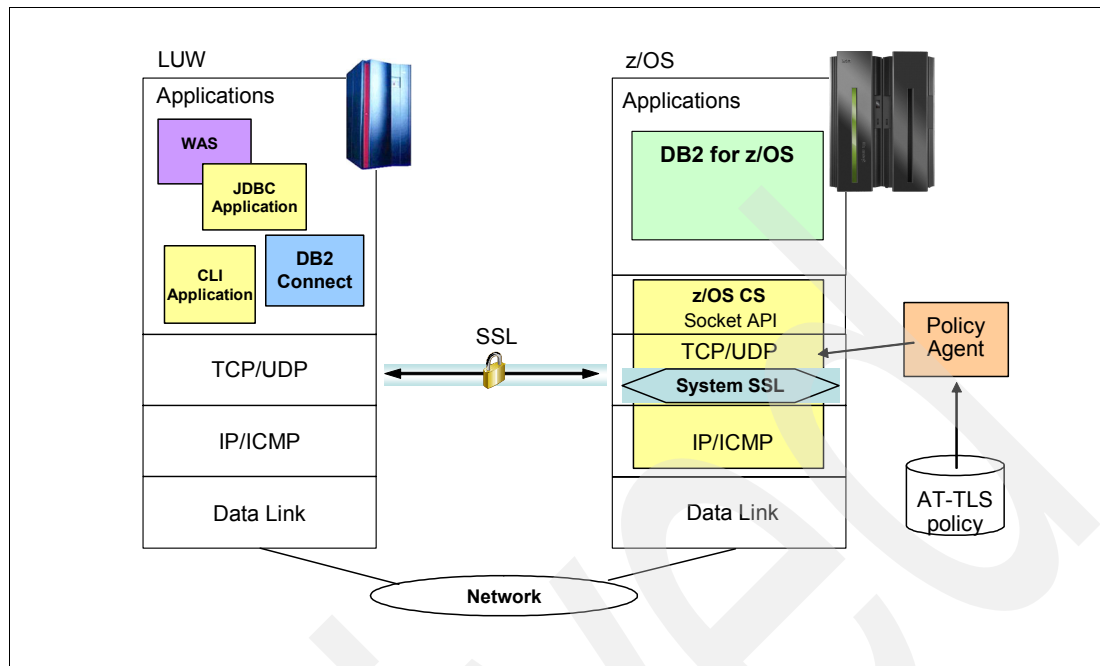 LUW
Applications
WAS
JDBC
Application
CLI
Application
DB2
Connect
TCP/UDP
IP/ICMP
Data Link
SSL
z/OS
Applications
DB2 for z/OS
z/OS CS
Socket API
TCP/UDP
System SSL
IP/ICMP
Data Link
Policy
Agent
AT-TLS
policy
Network